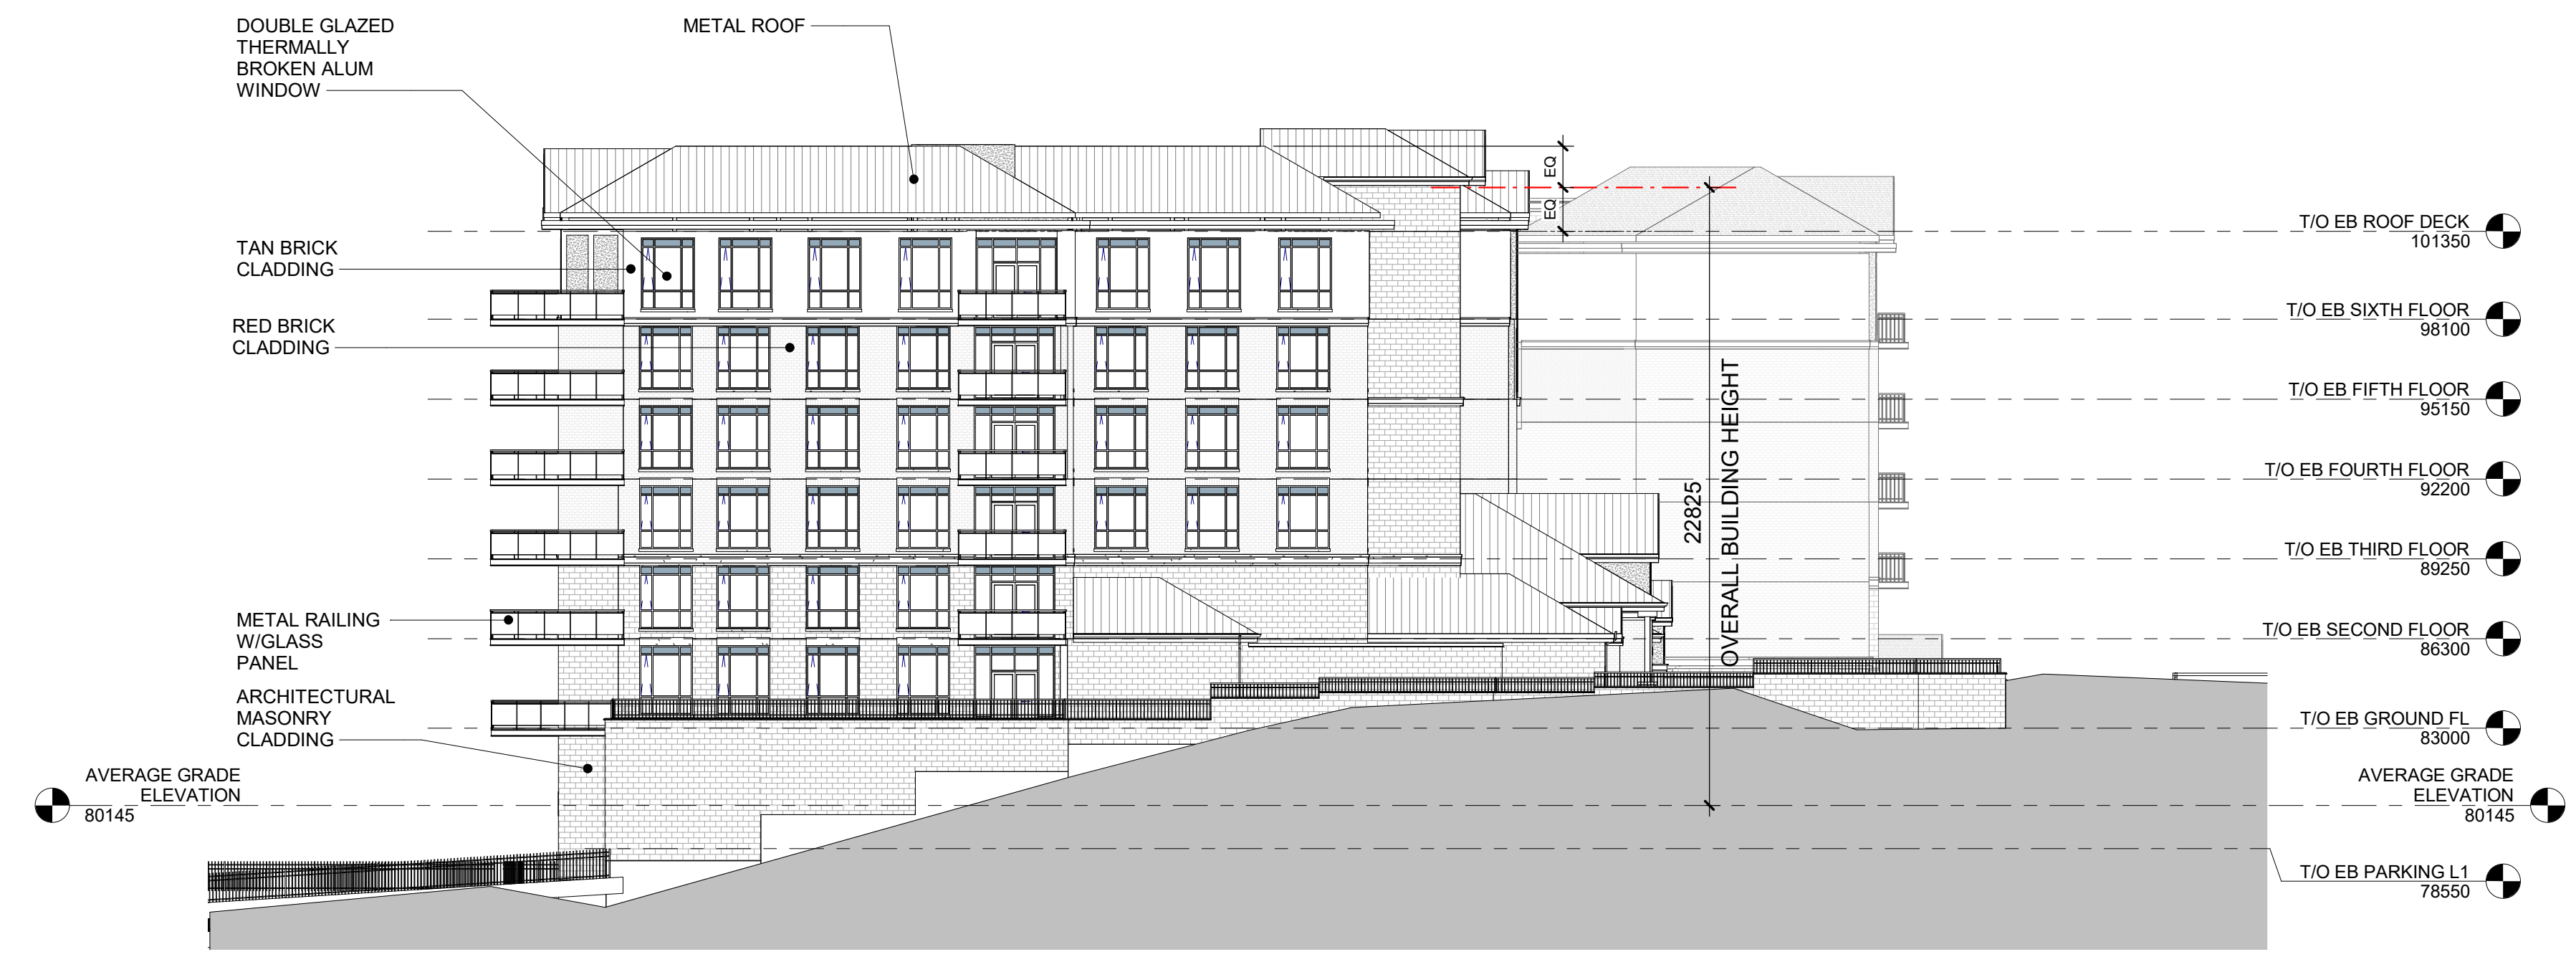 DOUBLE GLAZED
THERMALLY
BROKEN ALUM
WINDOW
METAL ROOF
TAN BRICK
CLADDING
RED BRICK
CLADDING
METAL RAILING
W/GLASS
PANEL
ARCHITECTURAL
MASONRY
CLADDING
AVERAGE GRADE
ELEVATION
80145
EQ
EQ
22825
OVERALL BUILDING HEIGHT
T/O EB ROOF DECK
101350
T/O EB SIXTH FLOOR
98100
T/O EB FIFTH FLOOR
95150
T/O EB FOURTH FLOOR
92200
T/O EB THIRD FLOOR
89250
T/O EB SECOND FLOOR
86300
T/O EB GROUND FL
83000
AVERAGE GRADE
ELEVATION
80145
T/O EB PARKING L1
78550